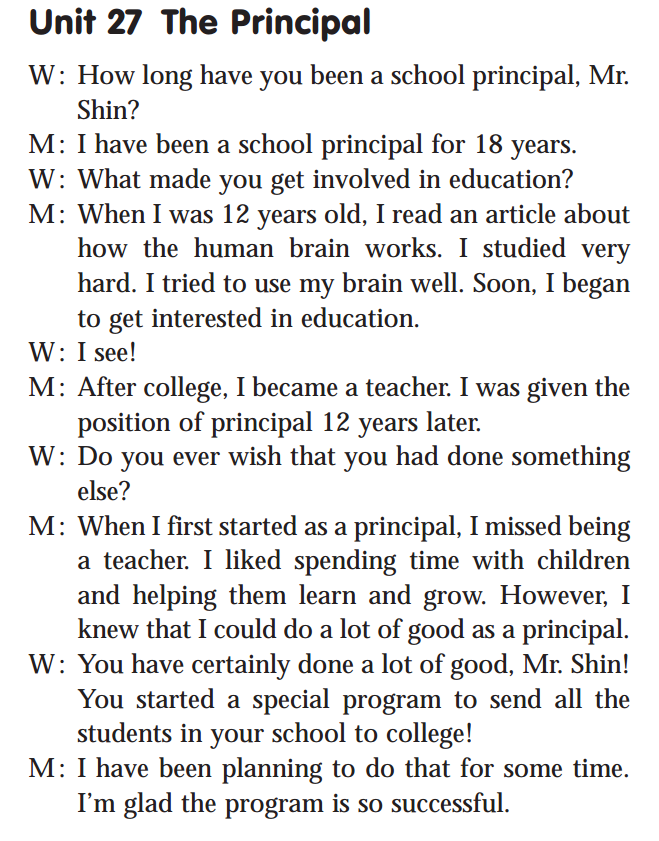 Unit 27 The Principal
W: How long have you been a school principal, Mr.
Shin?
M: I have been a school principal for 18 years.
W: What made you get involved in education?
M: When I was 12 years old, I read an article about
how the human brain works. I studied very
hard. I tried to use my brain well. Soon, I began
to get interested in education.
W: I see!
M: After college, I became a teacher. I was given the
position of principal 12 years later.
W: Do you ever wish that you had done something
else?
M: When I first started as a principal, I missed being
a teacher. I liked spending time with children
and helping them learn and grow. However, I
knew that I could do a lot of good as a principal.
W: You have certainly done a lot of good, Mr. Shin!
You started a special program to send all the
students in your school to college!
M: I have been planning to do that for some time.
I'm glad the program is so successful.